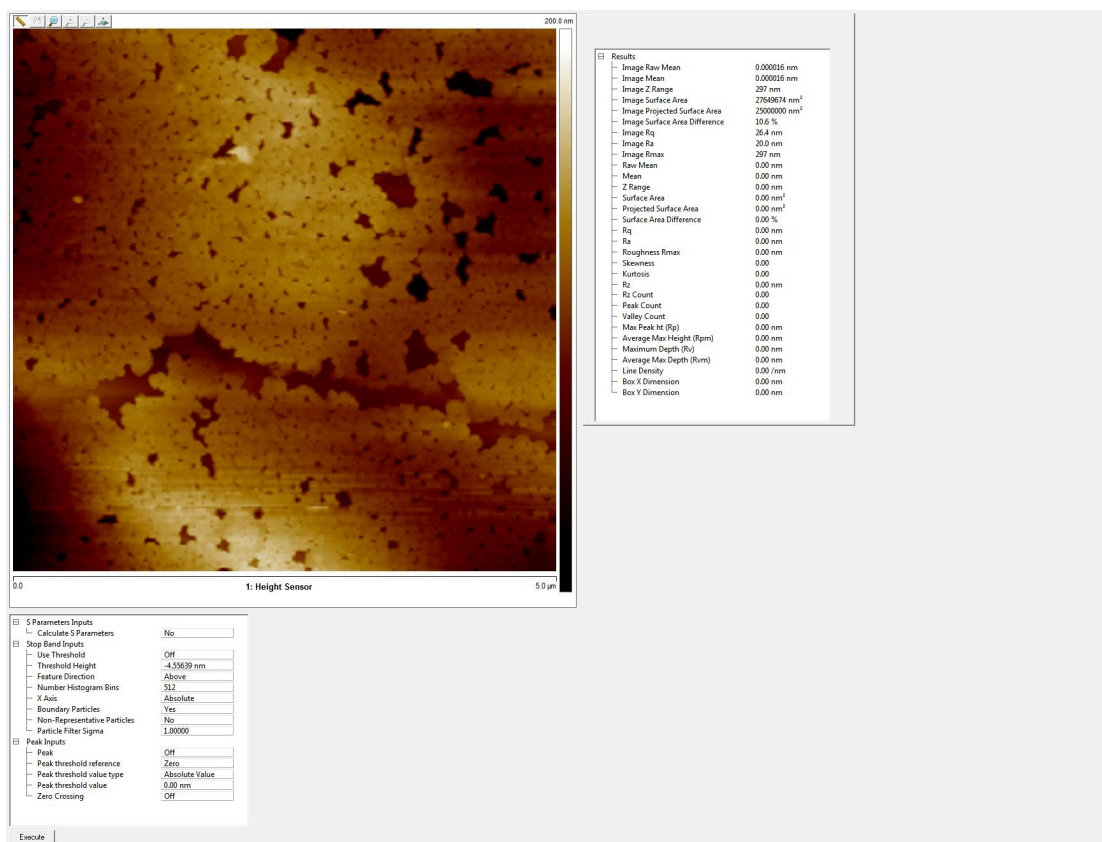 200.0 nm
0.0
1: Height Sensor
5.0 µm
Results
Image Raw Mean 0.000016 nm
Image Mean 0.000016 nm
Image Z Range 297 nm
Image Surface Area 27649674 nm²
Image Projected Surface Area 25000000 nm²
Image Surface Area Difference 10.6 %
Image Rq 26.4 nm
Image Ra 20.0 nm
Image Rmax 297 nm
Raw Mean 0.00 nm
Mean 0.00 nm
Z Range 0.00 nm
Surface Area 0.00 nm²
Projected Surface Area 0.00 nm²
Surface Area Difference 0.00 %
Rq 0.00 nm
Ra 0.00 nm
Roughness Rmax 0.00 nm
Skewness 0.00
Kurtosis 0.00
Rz 0.00 nm
Rz Count 0.00
Peak Count 0.00
Valley Count 0.00
Max Peak ht (Rp) 0.00 nm
Average Max Height (Rpm) 0.00 nm
Maximum Depth (Rv) 0.00 nm
Average Max Depth (Rvm) 0.00 nm
Line Density 0.00 /nm
Box X Dimension 0.00 nm
Box Y Dimension 0.00 nm
S Parameters Inputs
Calculate S Parameters No
Stop Band Inputs
Use Threshold Off
Threshold Height -4.55639 nm
Feature Direction Above
Number Histogram Bins 512
X Axis Absolute
Boundary Particles Yes
Non-Representative Particles No
Particle Filter Sigma 1.00000
Peak Inputs
Peak Off
Peak threshold reference Zero
Peak threshold value type Absolute Value
Peak threshold value 0.00 nm
Zero Crossing Off
Execute